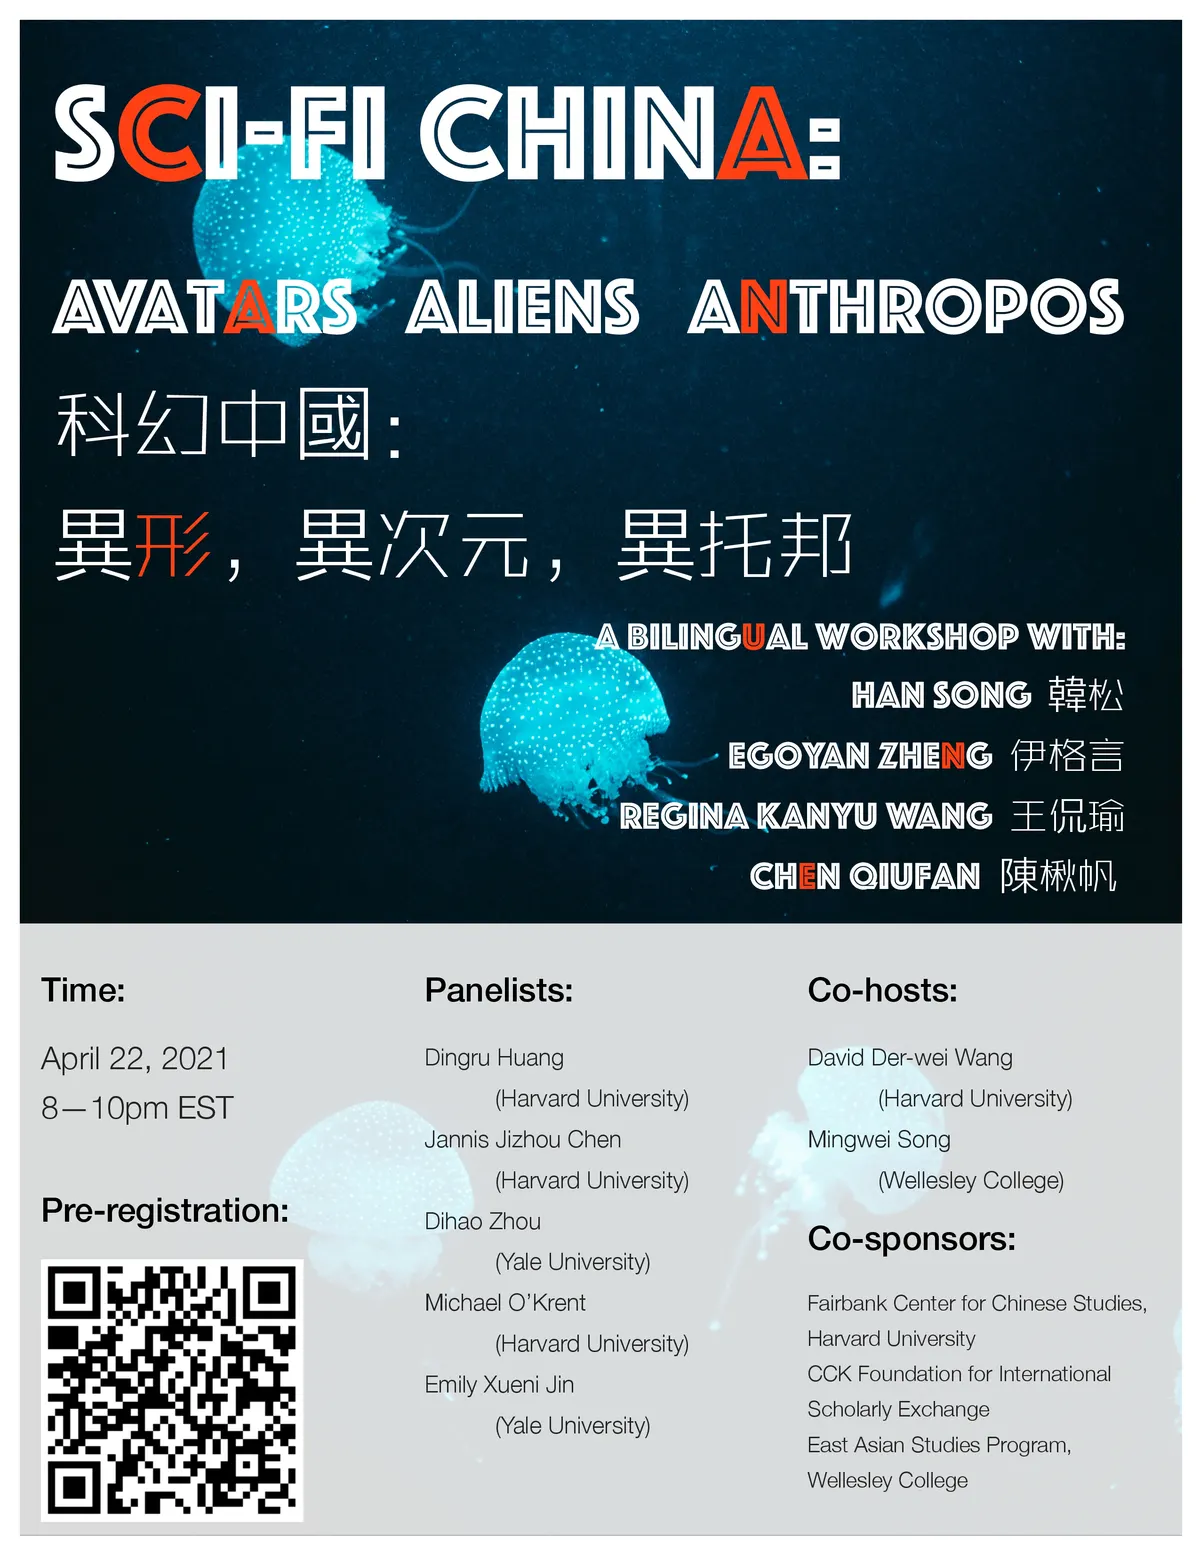 SCI-FI CHINA:
AVATARS ALIENS ANTHROPOS
科幻中國：
異形，異次元，異托邦
A BILINGUAL WORKSHOP WITH:
HAN SONG 韓松
EGOYAN ZHENG 伊格言
REGINA KANYU WANG 王侃瑜
CHEN QIUFAN 陳楸帆
Time:
April 22, 2021
8—10pm EST
Pre-registration:
Panelists:
Dingru Huang
(Harvard University)
Jannis Jizhou Chen
(Harvard University)
Dihao Zhou
(Yale University)
Michael O’Krent
(Harvard University)
Emily Xueni Jin
(Yale University)
Co-hosts:
David Der-wei Wang
(Harvard University)
Mingwei Song
(Wellesley College)
Co-sponsors:
Fairbank Center for Chinese Studies,
Harvard University
CCK Foundation for International
Scholarly Exchange
East Asian Studies Program,
Wellesley College